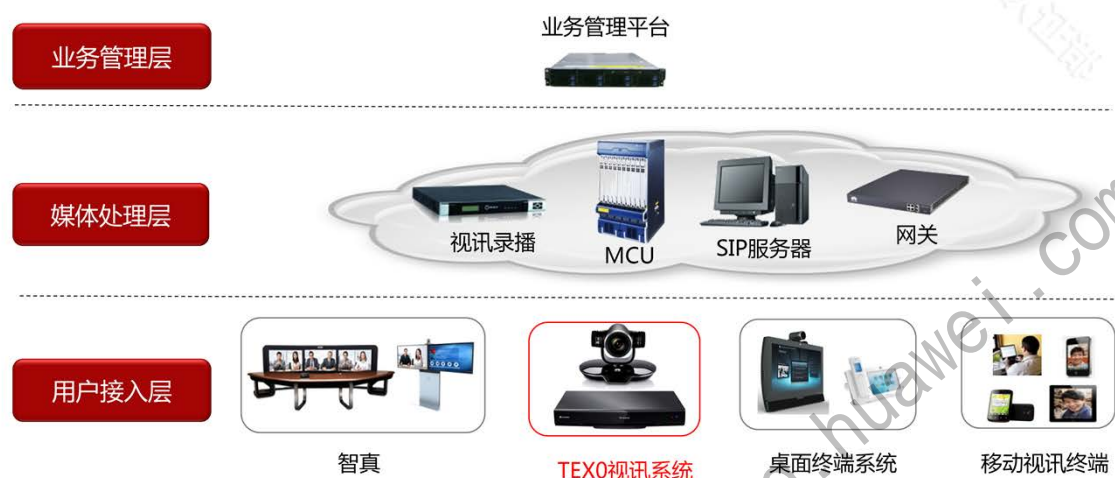 业务管理平台
业务管理层
媒体处理层
视讯录播
MCU
SIP服务器
网关
用户接入层
智真
TEX0视讯系统
桌面终端系统
移动视讯终端
huawei.com